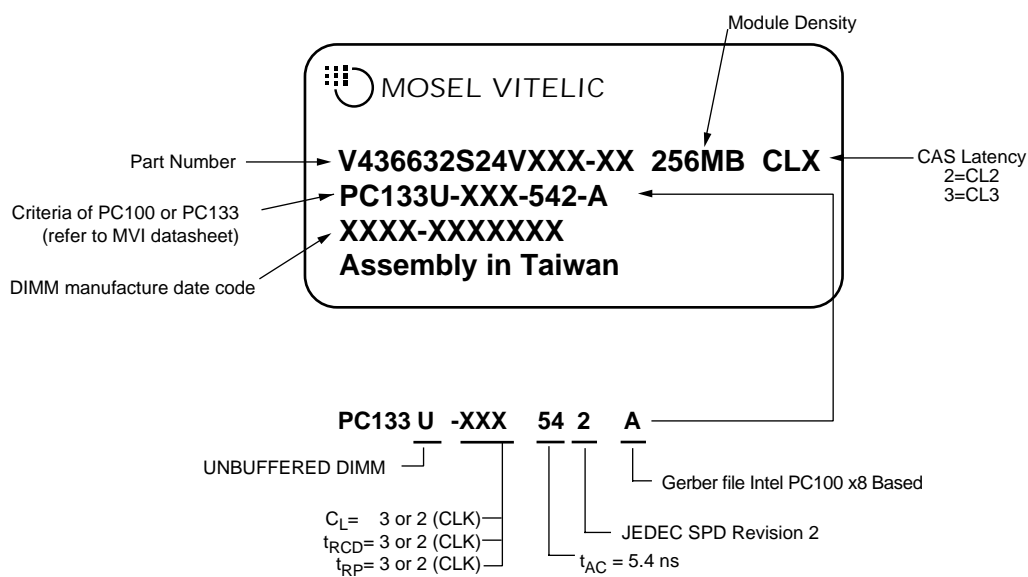 Module Density
MOSEL VITELIC
Part Number
V436632S24VXXX-XX 256MB CLX
CAS Latency
2=CL2
3=CL3
Criteria of PC100 or PC133
(refer to MVI datasheet)
PC133U-XXX-542-A
XXXX-XXXXXXX
DIMM manufacture date code
Assembly in Taiwan
PC133 U -XXX 54 2 A
UNBUFFERED DIMM
Gerber file Intel PC100 x8 Based
CL= 3 or 2 (CLK)
JEDEC SPD Revision 2
tRCD= 3 or 2 (CLK)
tRP= 3 or 2 (CLK)
tAC = 5.4 ns